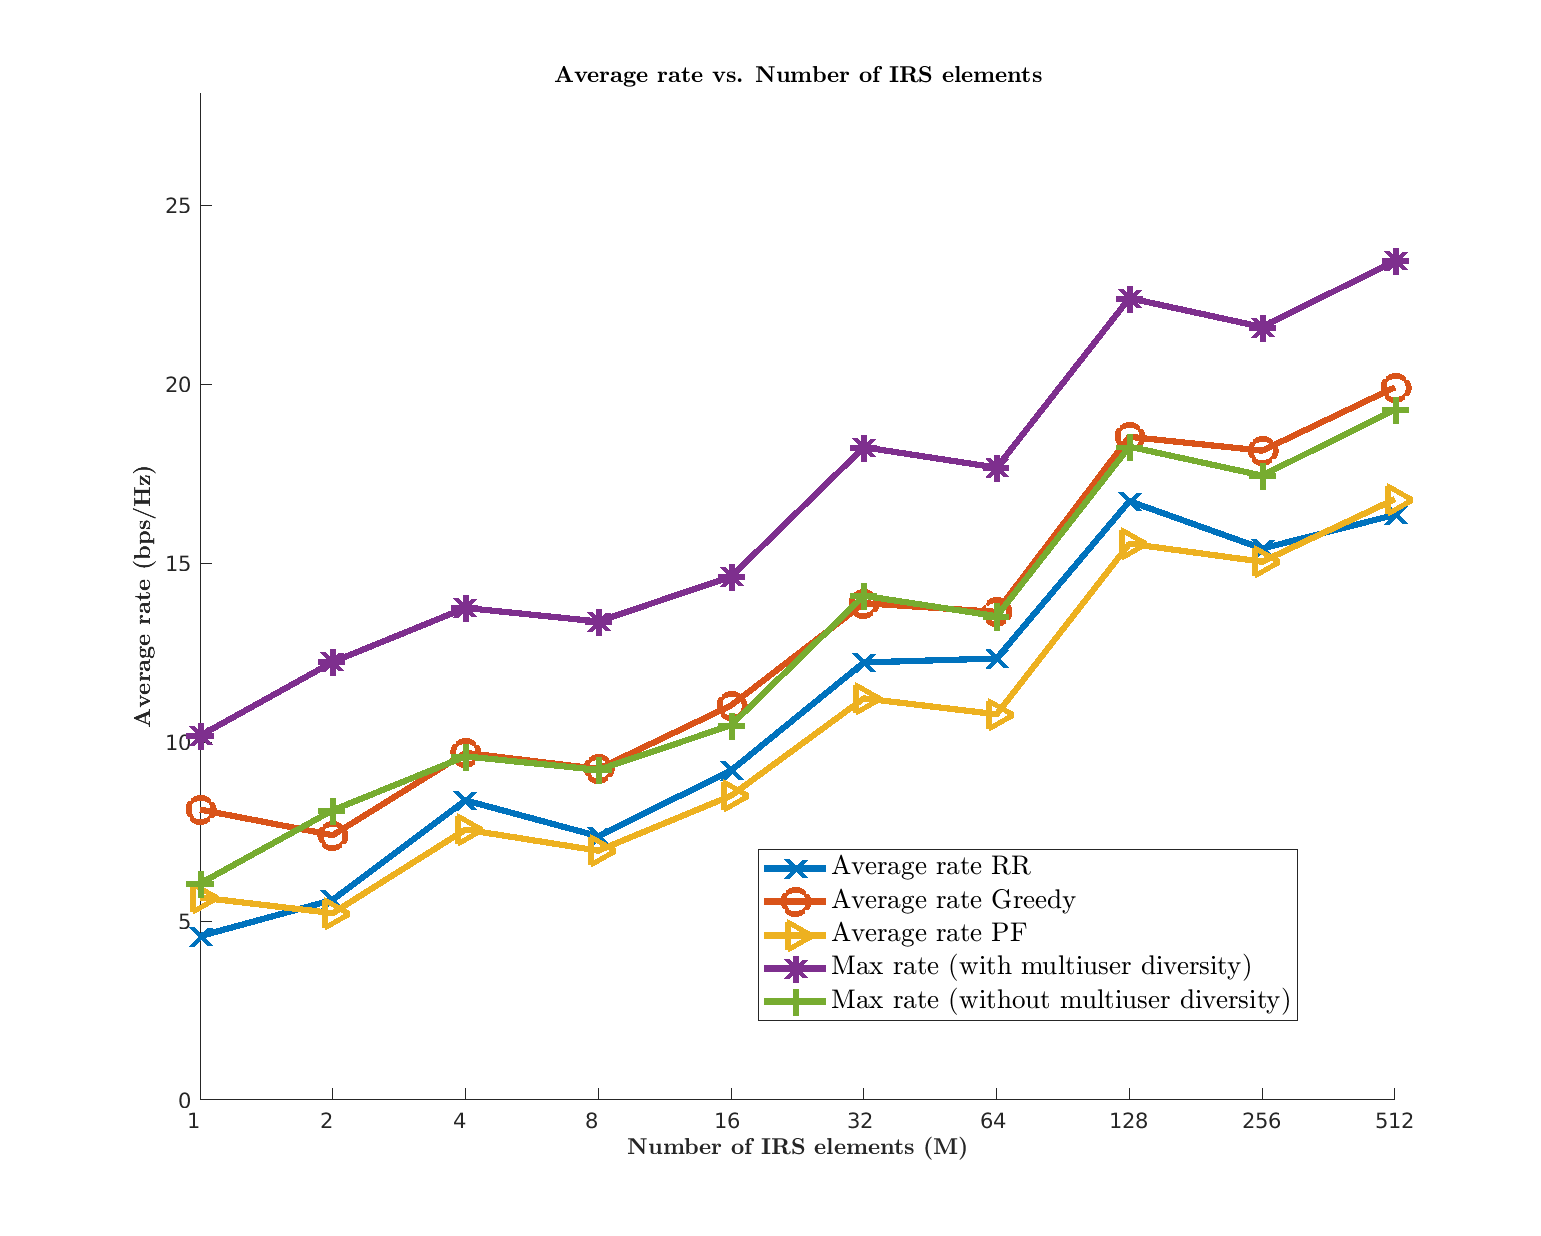 Average rate vs. Number of IRS elements
25
20
15
10
5
0
Average rate (bps/Hz)
1 2 4 8 16 32 64 128 256 512
Number of IRS elements (M)
Average rate RR
Average rate Greedy
Average rate PF
Max rate (with multiuser diversity)
Max rate (without multiuser diversity)